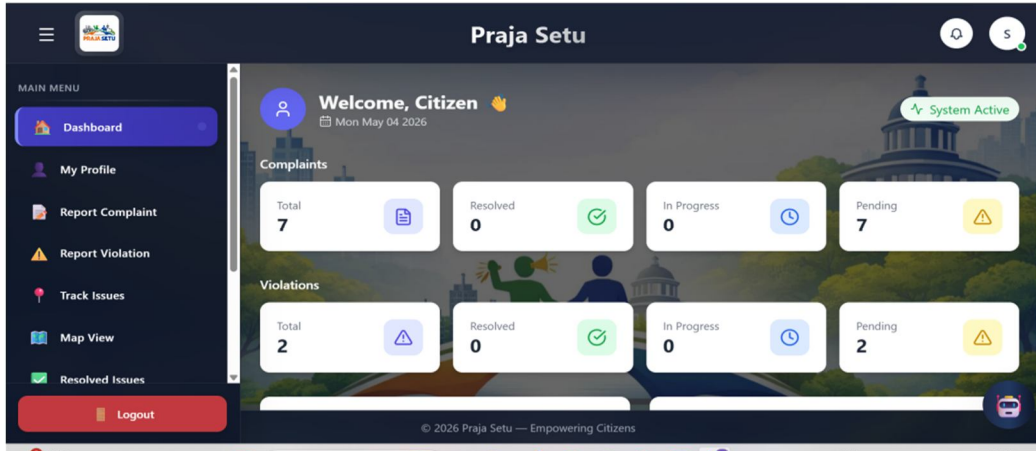 PRAJA SETU
Praja Setu
S
MAIN MENU
Dashboard
My Profile
Report Complaint
Report Violation
Track Issues
Map View
Resolved Issues
Logout
Welcome, Citizen 👋
Mon May 04 2026
System Active
Complaints
Total
7
Resolved
0
In Progress
0
Pending
7
Violations
Total
2
Resolved
0
In Progress
0
Pending
2
© 2026 Praja Setu — Empowering Citizens